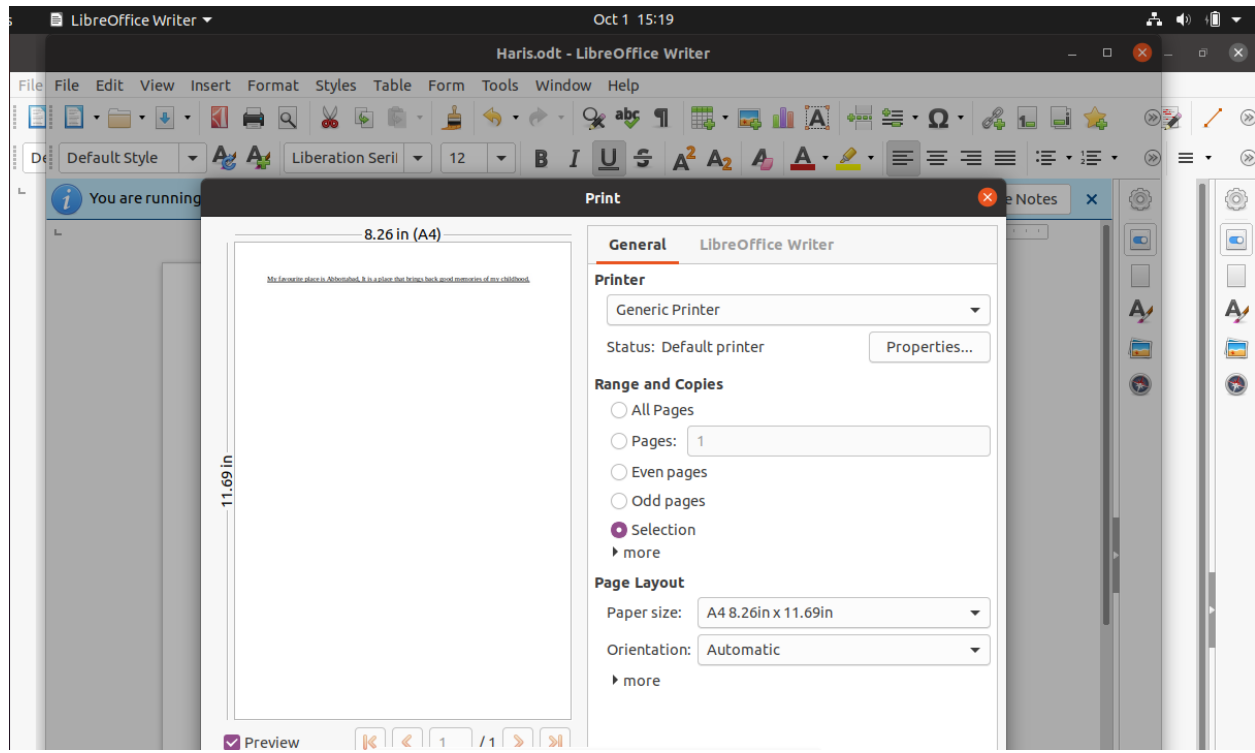 LibreOffice Writer
Oct 1 15:19
Haris.odt - LibreOffice Writer
File File Edit View Insert Format Styles Table Form Tools Window Help
De Default Style Liberation Seri 12 B I U S A² A₂ A A
You are running
e Notes
Print
8.26 in (A4)
11.69 in
My favourite place is Abbottabad, It is a place that brings back good memories of my childhood.
Preview
1 / 1
General LibreOffice Writer
Printer
Generic Printer
Status: Default printer Properties...
Range and Copies
All Pages
Pages: 1
Even pages
Odd pages
Selection
more
Page Layout
Paper size: A4 8.26in x 11.69in
Orientation: Automatic
more